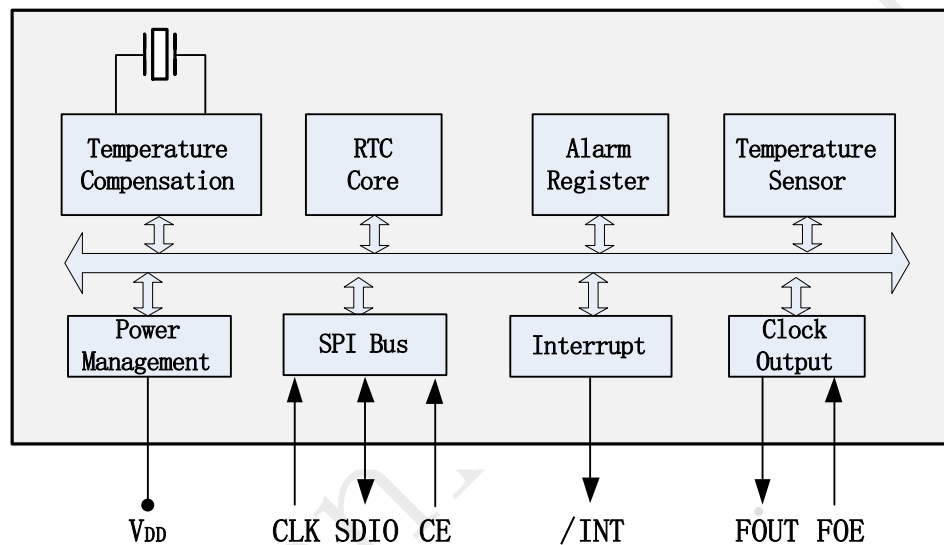 Temperature
Compensation
RTC
Core
Alarm
Register
Temperature
Sensor
Power
Management
SPI Bus
Interrupt
Clock
Output
VDD
CLK SDIO CE
/INT
FOUT FOE